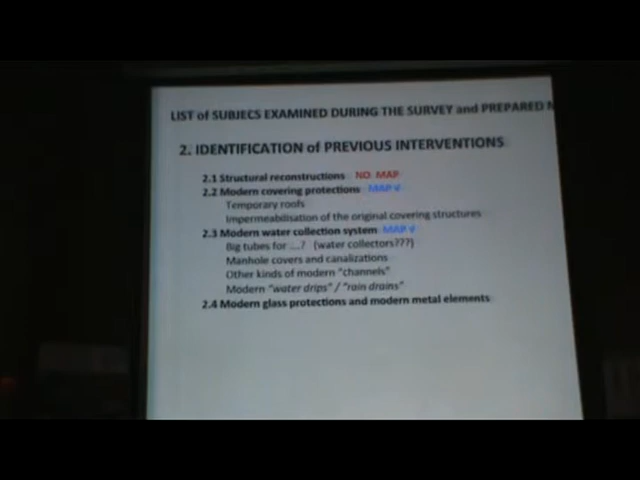 LIST of SUBJECS EXAMINED DURING THE SURVEY and PREPARED
2. IDENTIFICATION of PREVIOUS INTERVENTIONS
2.1 Structural reconstructions NO MAP
2.2 Modern covering protections MAP √
Temporary roofs
Impermeabilisation of the original covering structures
2.3 Modern water collection system MAP √
Big tubes for ....? (water collectors???)
Manhole covers and canalizations
Other kinds of modern "channels"
Modern "water drips" / "rain drains"
2.4 Modern glass protections and modern metal elements